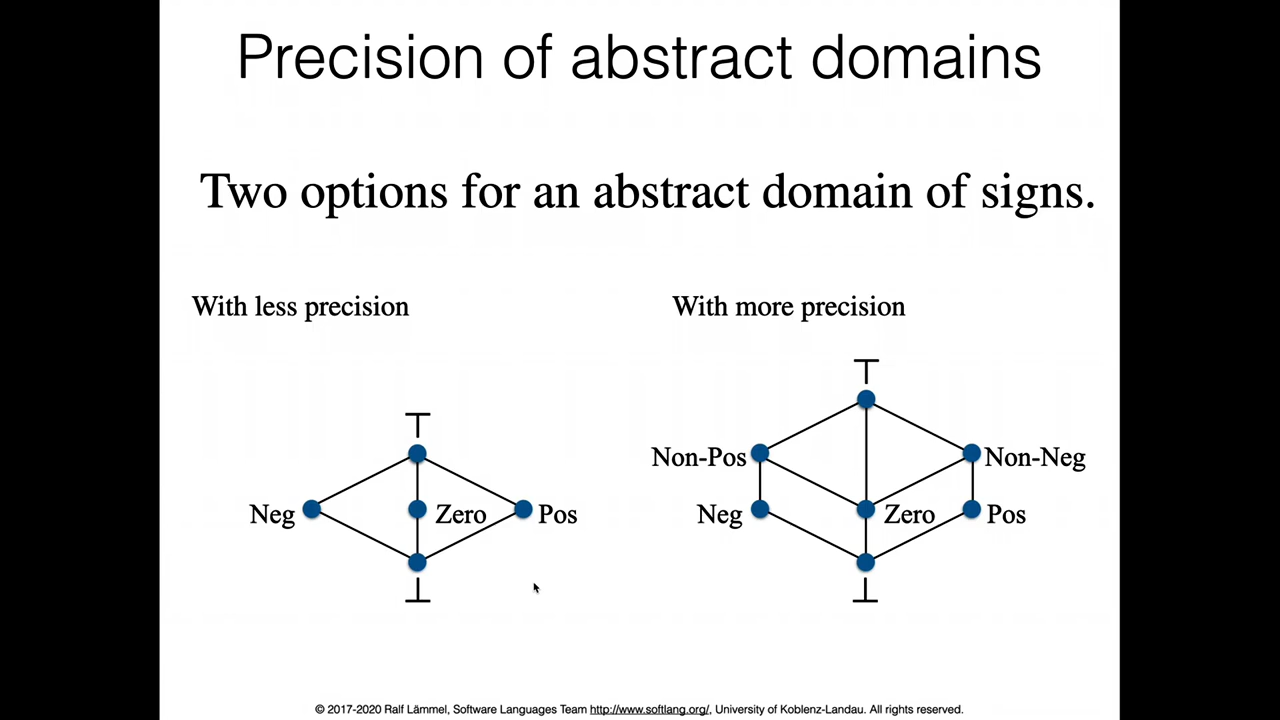 Precision of abstract domains
Two options for an abstract domain of signs.
With less precision
With more precision
⊤
Neg
Zero
Pos
⊥
⊤
Non-Pos
Non-Neg
Neg
Zero
Pos
⊥
© 2017-2020 Ralf Lämmel, Software Languages Team http://www.softlang.org/, University of Koblenz-Landau. All rights reserved.